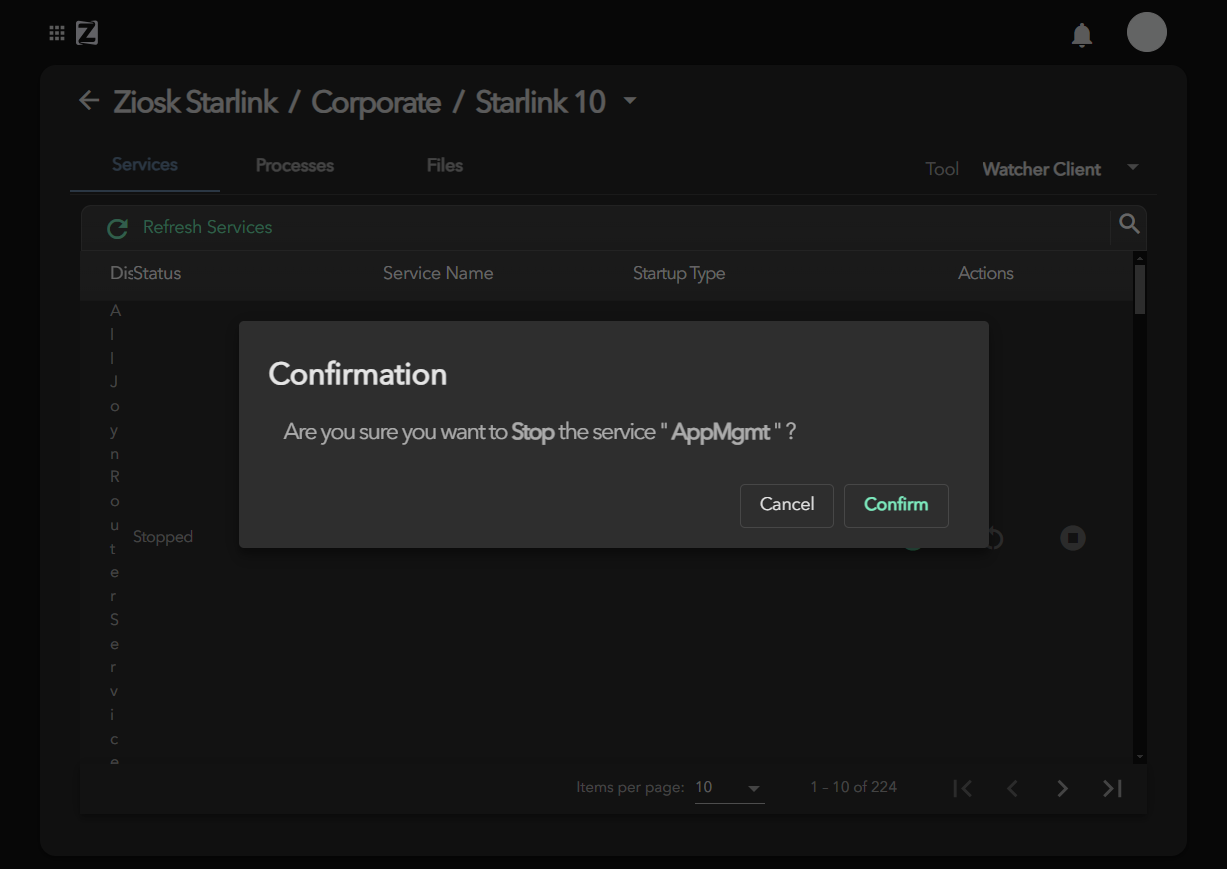 Z
Ziosk Starlink / Corporate / Starlink 10
Services Processes Files Tool Watcher Client
Refresh Services
DisStatus Service Name Startup Type Actions
A
l
l
J
o
y
n
R
o
u
t
e
r
S
e
r
v
i
c
e
Stopped
Confirmation
Are you sure you want to Stop the service " AppMgmt " ?
Cancel Confirm
Items per page: 10 1 - 10 of 224